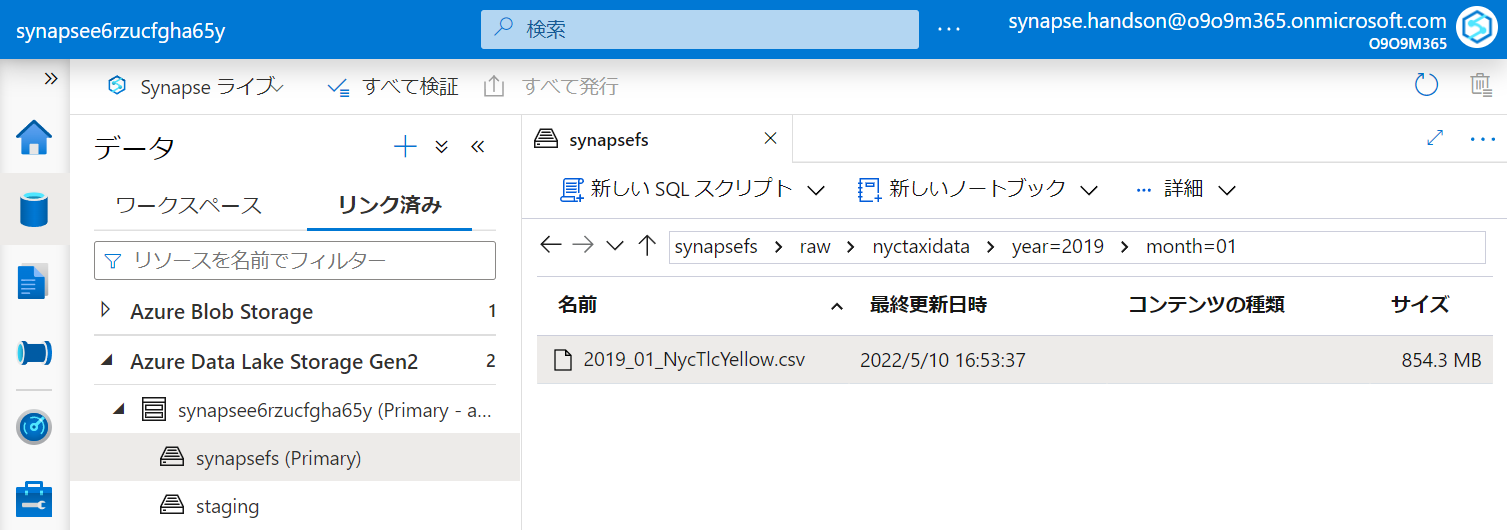 synapsee6rzucfgha65y
検索
synapse.handson@o9o9m365.onmicrosoft.com
O9O9M365
Synapse ライブ
すべて検証
すべて発行
データ
ワークスペース
リンク済み
リソースを名前でフィルター
Azure Blob Storage 1
Azure Data Lake Storage Gen2 2
synapsee6rzucfgha65y (Primary - a...
synapsefs (Primary)
staging
synapsefs
新しい SQL スクリプト
新しいノートブック
詳細
synapsefs > raw > nyctaxidata > year=2019 > month=01
名前 最終更新日時 コンテンツの種類 サイズ
2019_01_NycTlcYellow.csv 2022/5/10 16:53:37 854.3 MB